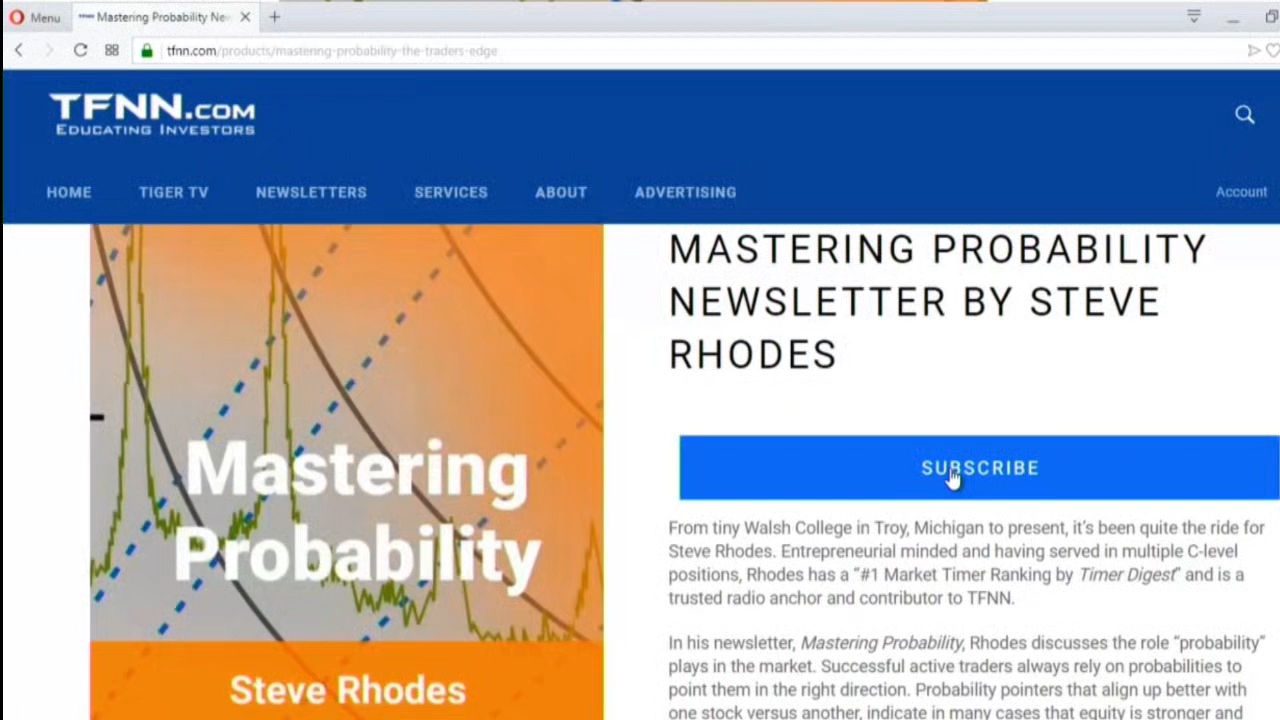 Menu
TFNN Mastering Probability Nev
tfnn.com/products/mastering-probability-the-traders-edge
TFNN.COM
EDUCATING INVESTORS
HOME TIGER TV NEWSLETTERS SERVICES ABOUT ADVERTISING Account
MASTERING PROBABILITY
NEWSLETTER BY STEVE
RHODES
Mastering
Probability
Steve Rhodes
SUBSCRIBE
From tiny Walsh College in Troy, Michigan to present, it's been quite the ride for
Steve Rhodes. Entrepreneurial minded and having served in multiple C-level
positions, Rhodes has a “#1 Market Timer Ranking by Timer Digest” and is a
trusted radio anchor and contributor to TFNN.
In his newsletter, Mastering Probability, Rhodes discusses the role “probability”
plays in the market. Successful active traders always rely on probabilities to
point them in the right direction. Probability pointers that align up better with
one stock versus another, indicate in many cases that equity is stronger and